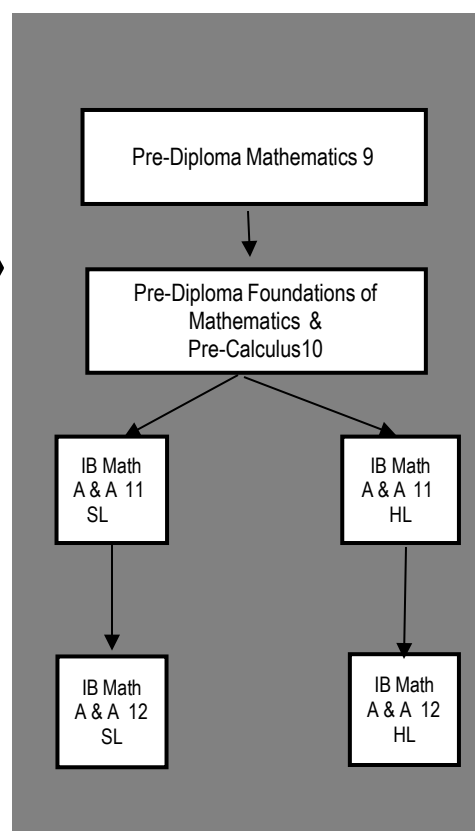 Pre-Diploma Mathematics 9
Pre-Diploma Foundations of
Mathematics &
Pre-Calculus10
IB Math
A & A 11
SL
IB Math
A & A 11
HL
IB Math
A & A 12
SL
IB Math
A & A 12
HL